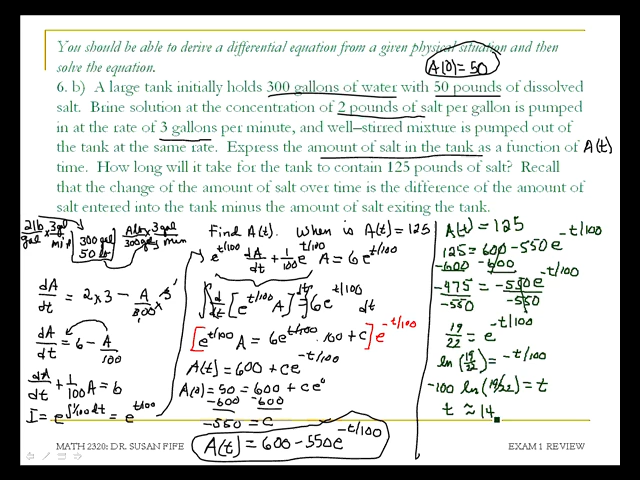 You should be able to derive a differential equation from a given physical situation and then
solve the equation.
A(0)=50
6. b) A large tank initially holds 300 gallons of water with 50 pounds of dissolved
salt. Brine solution at the concentration of 2 pounds of salt per gallon is pumped
in at the rate of 3 gallons per minute, and well–stirred mixture is pumped out of
the tank at the same rate. Express the amount of salt in the tank as a function of A(t)
time. How long will it take for the tank to contain 125 pounds of salt? Recall
that the change of the amount of salt over time is the difference of the amount of
salt entered into the tank minus the amount of salt exiting the tank.
2lb/gal × 3gal/min
300 gal
50 lb
A lb/300 gal × 3 gal/min
dA/dt = 2 × 3 − A/300 × 3
dA/dt = 6 − A/100
dA/dt + 1/100 A = 6
I = e^∫1/100 dt = e^t/100
Find A(t). When is A(t)=125
e^t/100 dA/dt + 1/100 e^t/100 A = 6e^t/100
∫ d/dt [e^t/100 A] dt = ∫6e^t/100 dt
[e^t/100 A = 6e^t/100 · 100 + c] e^−t/100
A(t) = 600 + ce^−t/100
A(0) = 50 = 600 + ce^0
−600 −600
−550 = c
A(t) = 600 − 550e^−t/100
A(t) = 125
125 = 600 − 550e^−t/100
−600 −600
−475/−550 = −550e^−t/100/−550
19/22 = e^−t/100
ln(19/22) = −t/100
−100 ln(19/22) = t
t ≈ 14
MATH 2320: DR. SUSAN FIFE
EXAM 1 REVIEW